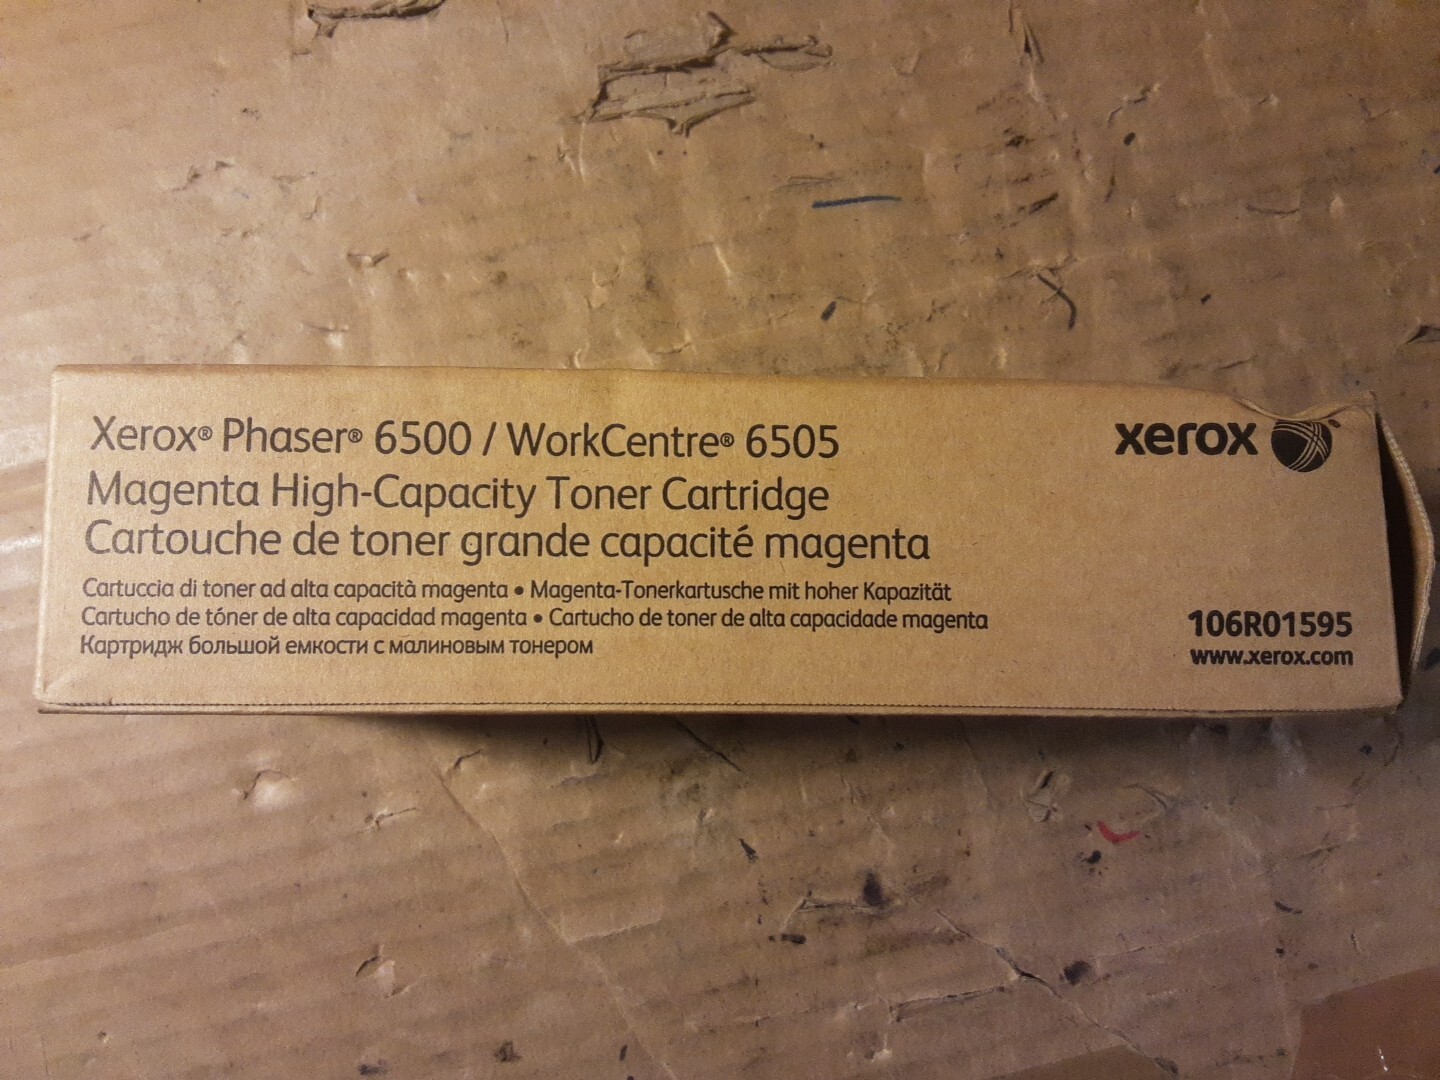 Xerox® Phaser® 6500 / WorkCentre® 6505
Magenta High-Capacity Toner Cartridge
Cartouche de toner grande capacité magenta
Cartuccia di toner ad alta capacità magenta • Magenta-Tonerkartusche mit hoher Kapazität
Cartucho de tóner de alta capacidad magenta • Cartucho de toner de alta capacidade magenta
Картридж большой емкости с малиновым тонером
xerox
106R01595
www.xerox.com